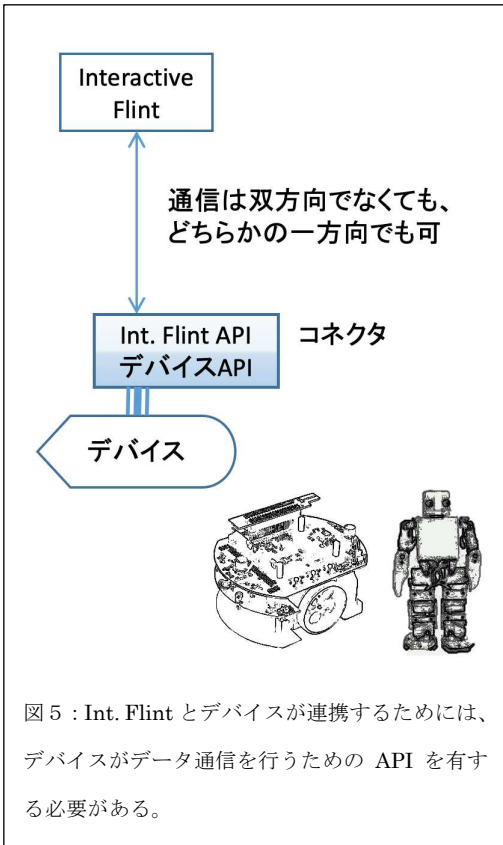 Interactive
Flint
通信は双方向でなくても、
どちらかの一方向でも可
Int. Flint API
デバイスAPI
コネクタ
デバイス
図５：Int. Flint とデバイスが連携するためには、
デバイスがデータ通信を行うための API を有す
る必要がある。